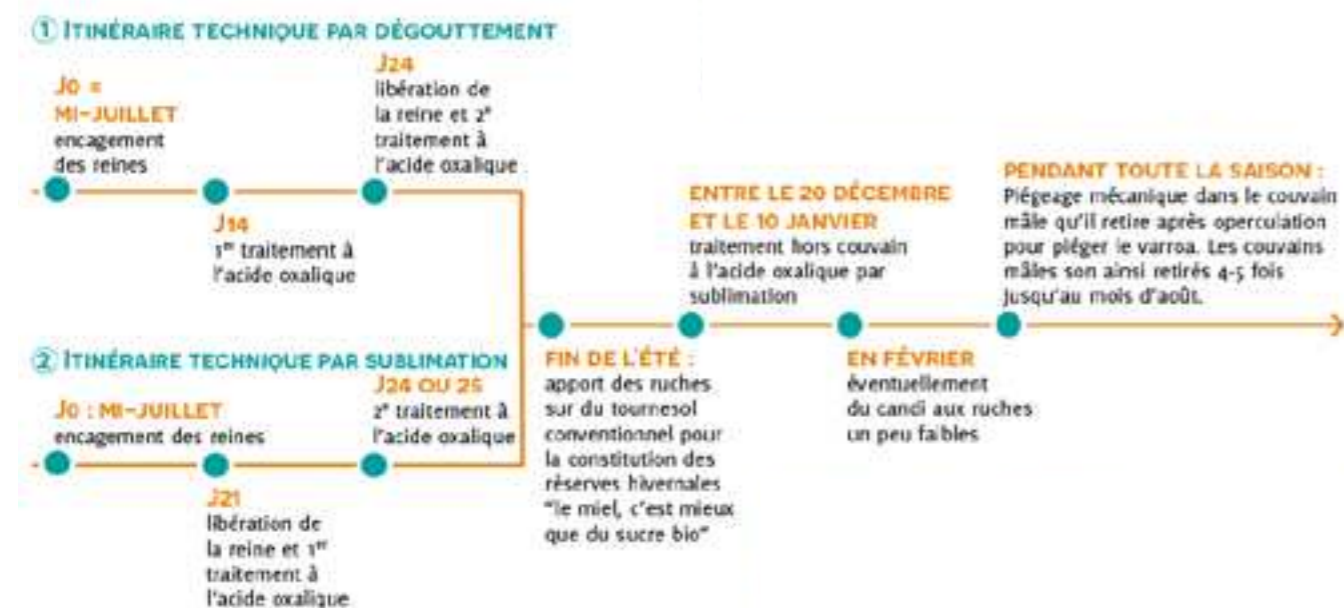 ① ITINÉRAIRE TECHNIQUE PAR DÉGOUTTEMENT
J0 =
MI-JUILLET
encagement
des reines
J14
1er traitement à
l'acide oxalique
J24
libération de
la reine et 2e
traitement à
l'acide oxalique
② ITINÉRAIRE TECHNIQUE PAR SUBLIMATION
J0 : MI-JUILLET
encagement des reines
J21
libération de
la reine et 1er
traitement à
l'acide oxalique
J24 OU 25
2e traitement à
l'acide oxalique
FIN DE L'ÉTÉ :
apport des ruches
sur du tournesol
conventionnel pour
la constitution des
réserves hivernales
"le miel, c'est mieux
que du sucre bio"
ENTRE LE 20 DÉCEMBRE
ET LE 10 JANVIER
traitement hors couvain
à l'acide oxalique par
sublimation
EN FÉVRIER
éventuellement
du candi aux ruches
un peu faibles
PENDANT TOUTE LA SAISON :
Piégeage mécanique dans le couvain
mâle qu'il retire après operculation
pour piéger le varroa. Les couvains
mâles son ainsi retirés 4-5 fois
jusqu'au mois d'août.